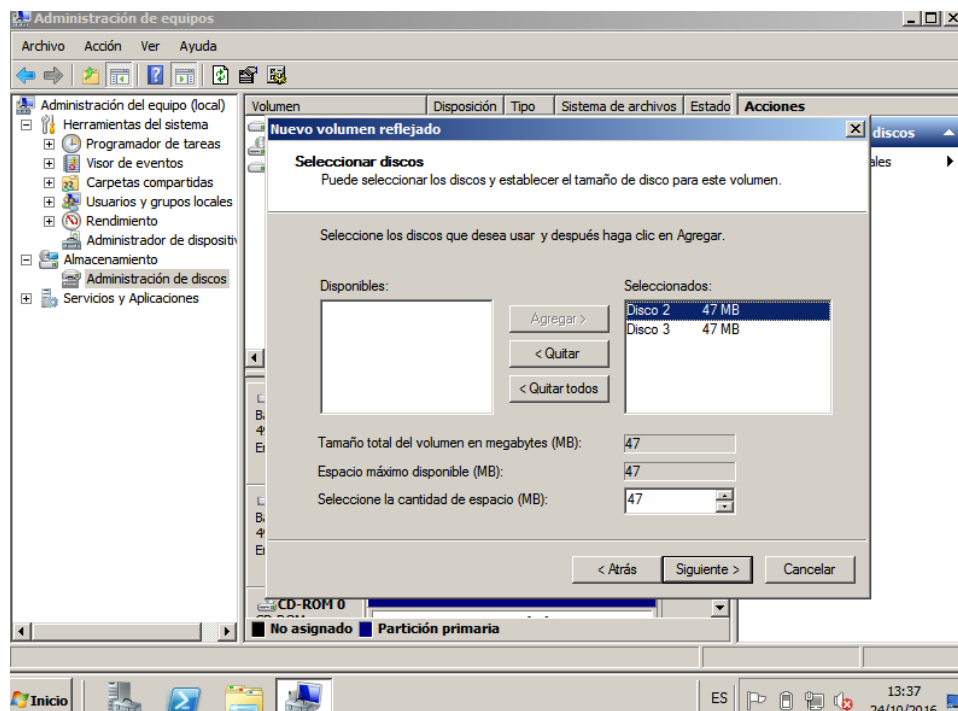 Administración de equipos
Archivo Acción Ver Ayuda
Administración del equipo (local)
Herramientas del sistema
Programador de tareas
Visor de eventos
Carpetas compartidas
Usuarios y grupos locales
Rendimiento
Administrador de dispositiv
Almacenamiento
Administración de discos
Servicios y Aplicaciones
Volumen Disposición Tipo Sistema de archivos Estado
Acciones
discos
ales
Nuevo volumen reflejado
Seleccionar discos
Puede seleccionar los discos y establecer el tamaño de disco para este volumen.
Seleccione los discos que desea usar y después haga clic en Agregar.
Disponibles:
Seleccionados:
Agregar >
< Quitar
< Quitar todos
Disco 2 47 MB
Disco 3 47 MB
Tamaño total del volumen en megabytes (MB): 47
Espacio máximo disponible (MB): 47
Seleccione la cantidad de espacio (MB): 47
< Atrás Siguiente > Cancelar
CD-ROM 0
No asignado Partición primaria
Inicio
ES
13:37
24/10/2016